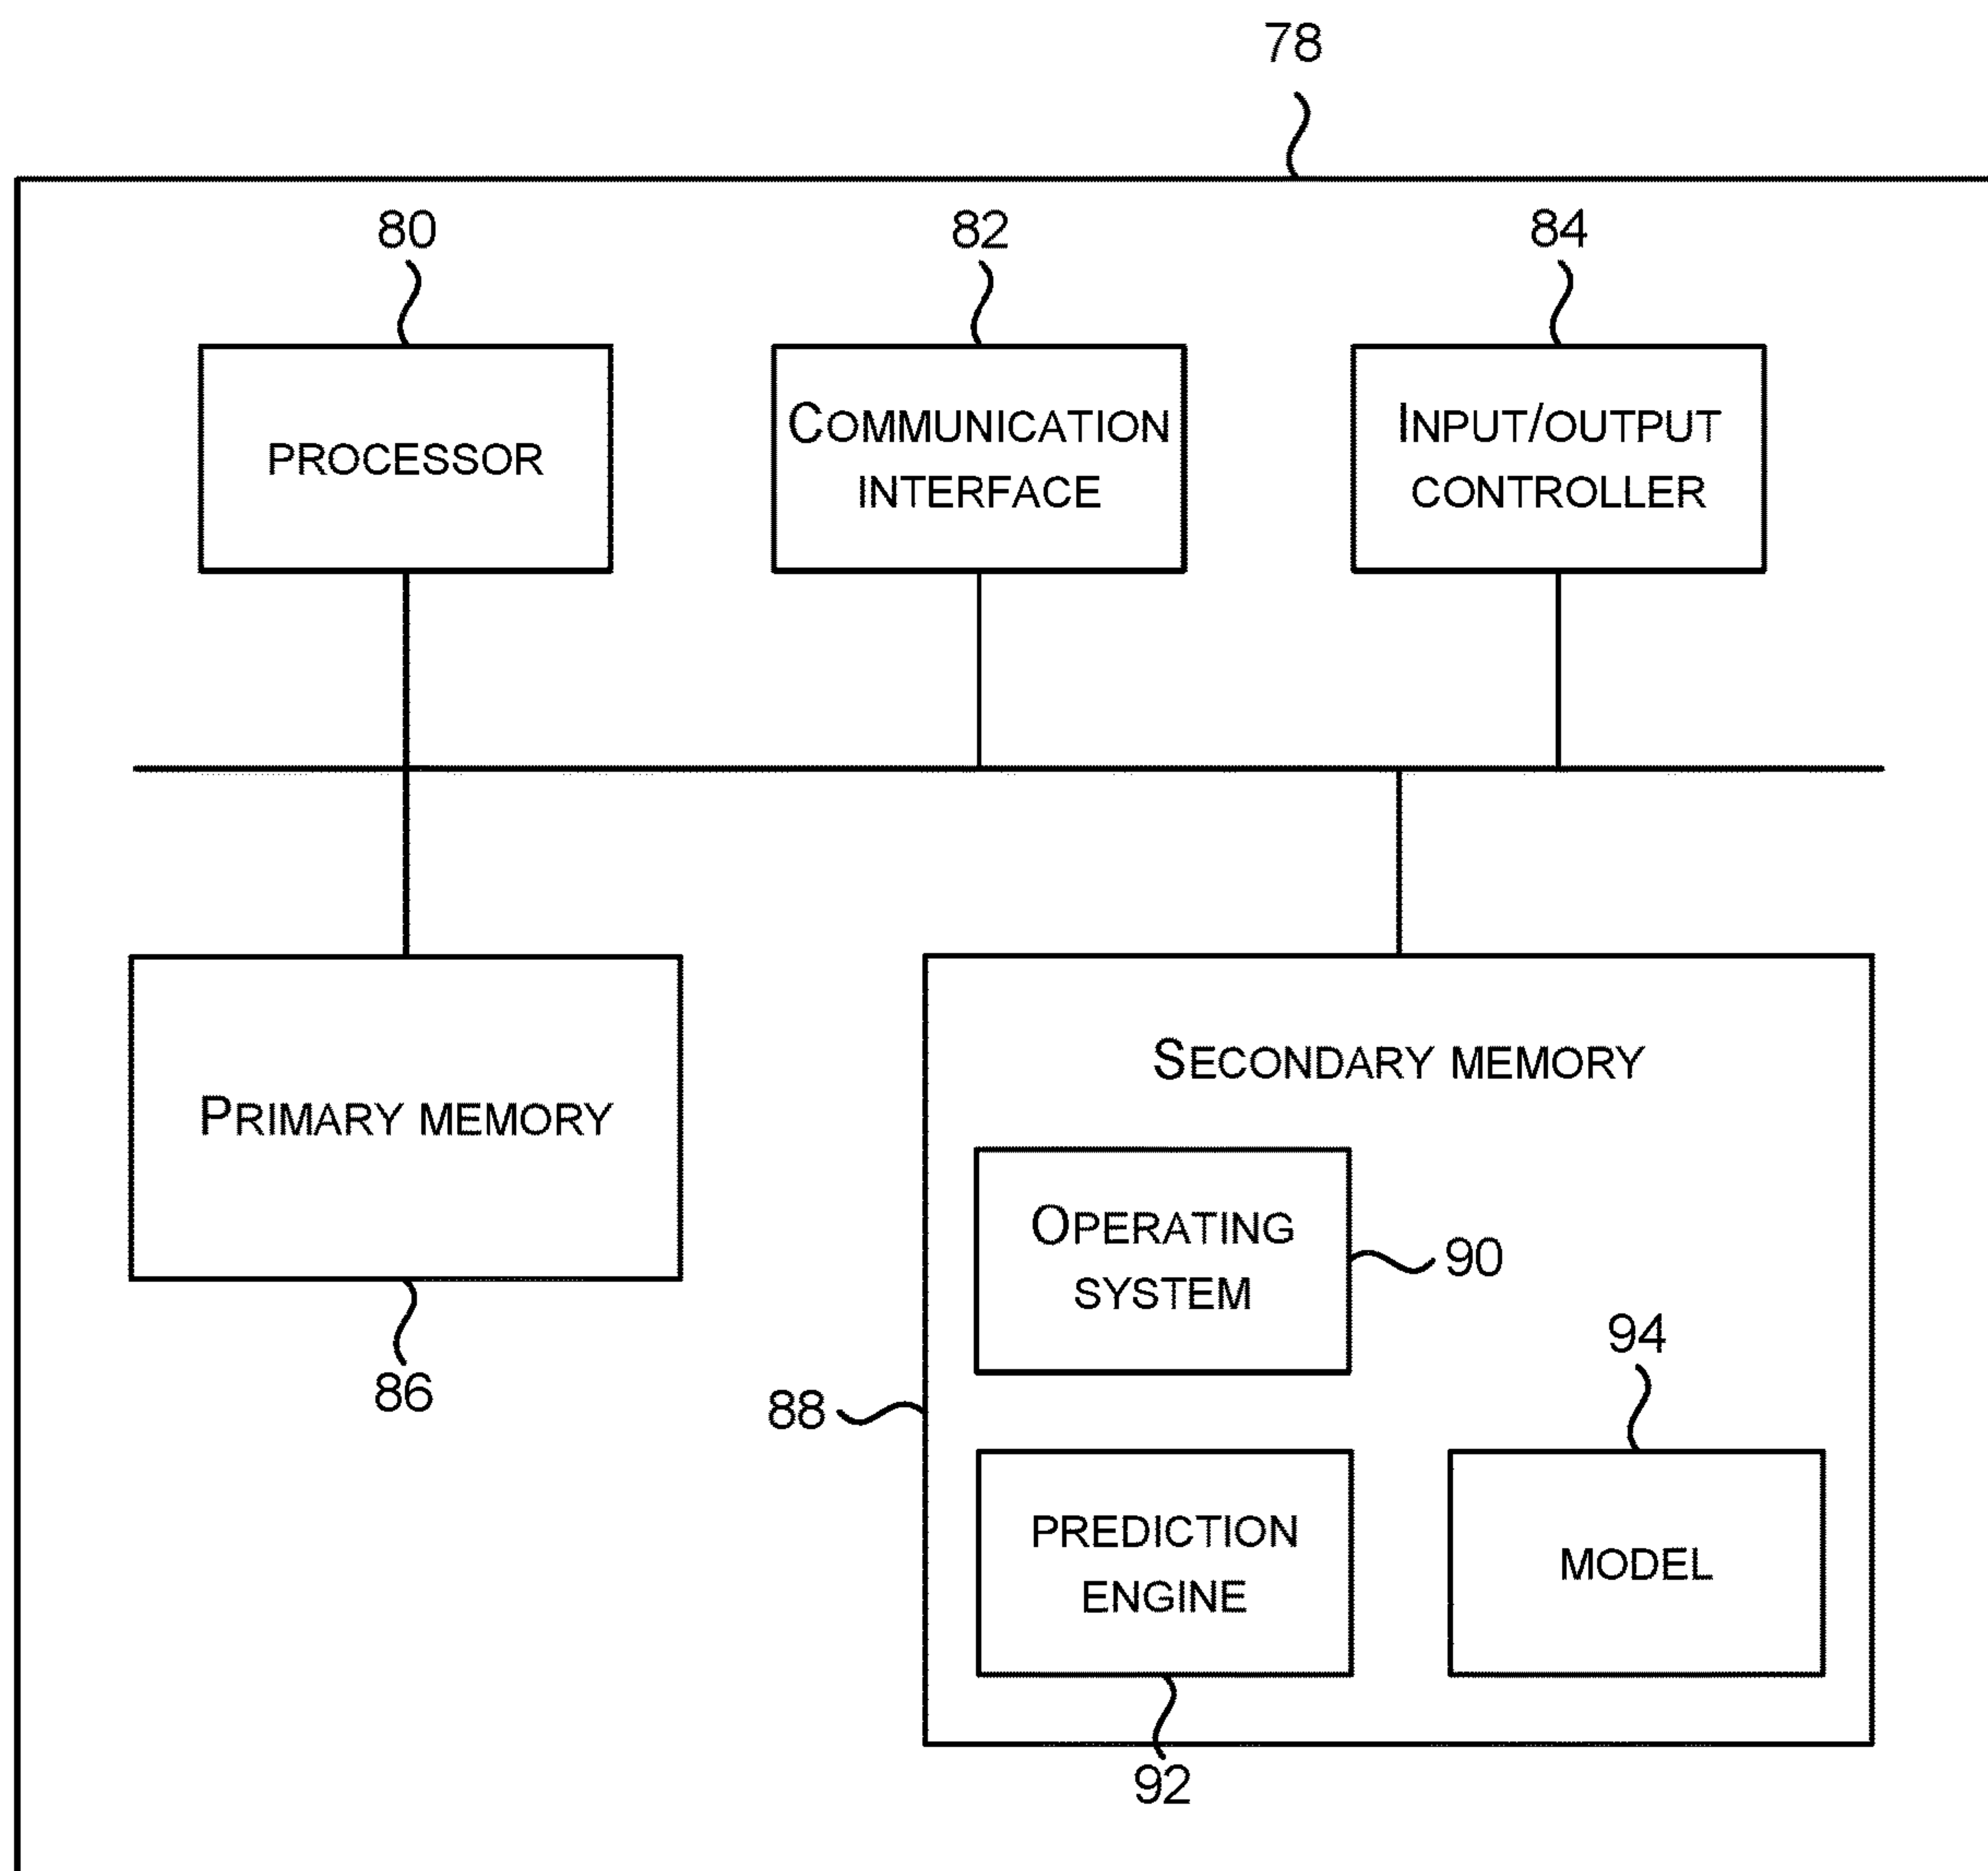 78
80
82
84
PROCESSOR
COMMUNICATION
INTERFACE
INPUT/OUTPUT
CONTROLLER
PRIMARY MEMORY
86
SECONDARY MEMORY
OPERATING
SYSTEM
90
88
94
PREDICTION
ENGINE
MODEL
92